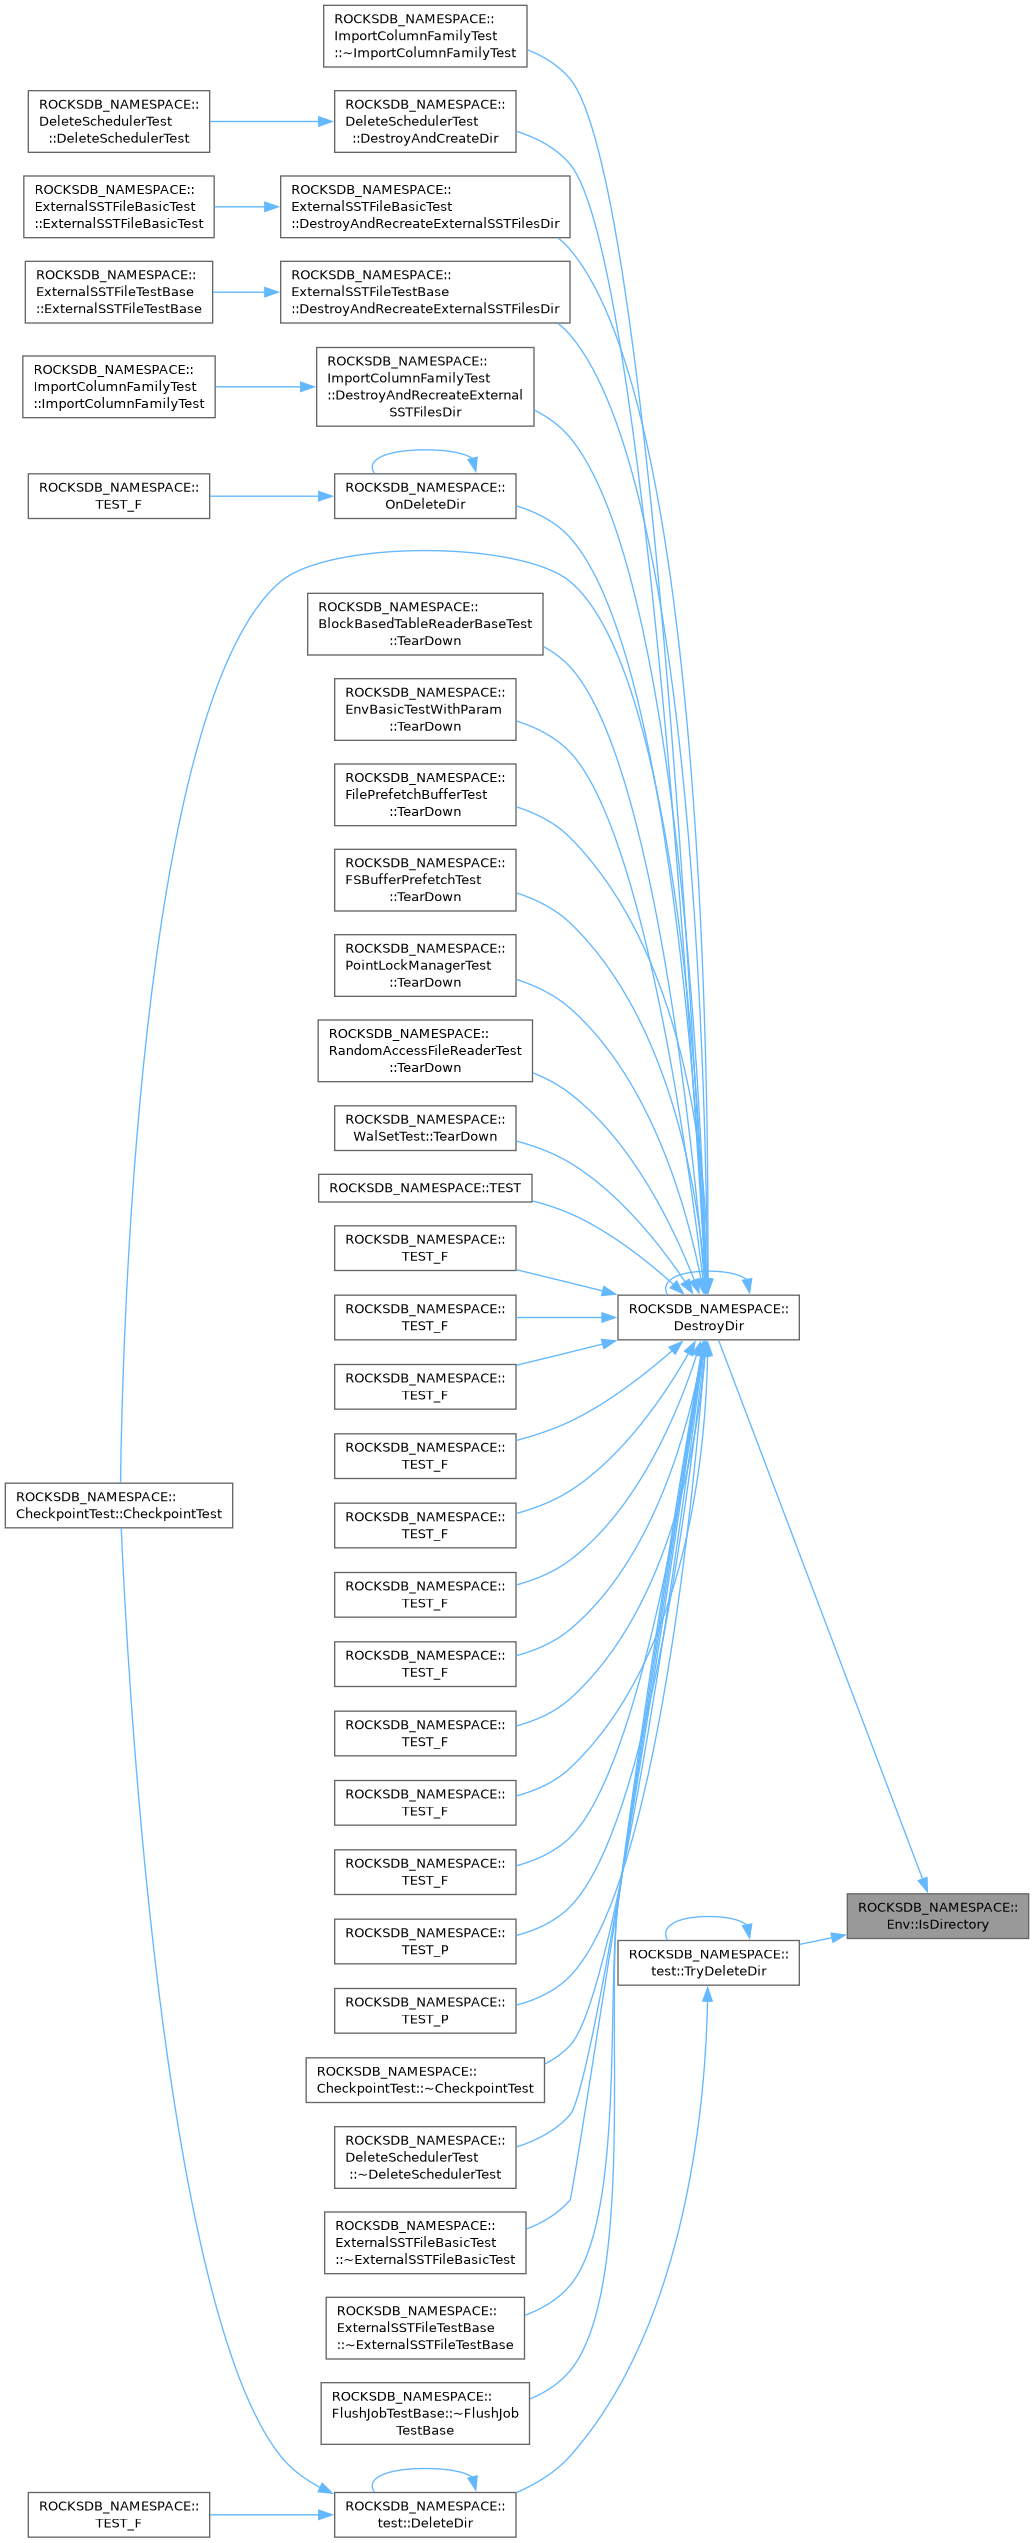 ROCKSDB_NAMESPACE::
ImportColumnFamilyTest
::~ImportColumnFamilyTest
ROCKSDB_NAMESPACE::
DeleteSchedulerTest
::DeleteSchedulerTest
ROCKSDB_NAMESPACE::
DeleteSchedulerTest
::DestroyAndCreateDir
ROCKSDB_NAMESPACE::
ExternalSSTFileBasicTest
::ExternalSSTFileBasicTest
ROCKSDB_NAMESPACE::
ExternalSSTFileBasicTest
::DestroyAndRecreateExternalSSTFilesDir
ROCKSDB_NAMESPACE::
ExternalSSTFileTestBase
::ExternalSSTFileTestBase
ROCKSDB_NAMESPACE::
ExternalSSTFileTestBase
::DestroyAndRecreateExternalSSTFilesDir
ROCKSDB_NAMESPACE::
ImportColumnFamilyTest
::ImportColumnFamilyTest
ROCKSDB_NAMESPACE::
ImportColumnFamilyTest
::DestroyAndRecreateExternal
SSTFilesDir
ROCKSDB_NAMESPACE::
TEST_F
ROCKSDB_NAMESPACE::
OnDeleteDir
ROCKSDB_NAMESPACE::
BlockBasedTableReaderBaseTest
::TearDown
ROCKSDB_NAMESPACE::
EnvBasicTestWithParam
::TearDown
ROCKSDB_NAMESPACE::
FilePrefetchBufferTest
::TearDown
ROCKSDB_NAMESPACE::
FSBufferPrefetchTest
::TearDown
ROCKSDB_NAMESPACE::
PointLockManagerTest
::TearDown
ROCKSDB_NAMESPACE::
RandomAccessFileReaderTest
::TearDown
ROCKSDB_NAMESPACE::
WalSetTest::TearDown
ROCKSDB_NAMESPACE::TEST
ROCKSDB_NAMESPACE::
TEST_F
ROCKSDB_NAMESPACE::
DestroyDir
ROCKSDB_NAMESPACE::
TEST_F
ROCKSDB_NAMESPACE::
TEST_F
ROCKSDB_NAMESPACE::
TEST_F
ROCKSDB_NAMESPACE::
CheckpointTest::CheckpointTest
ROCKSDB_NAMESPACE::
TEST_F
ROCKSDB_NAMESPACE::
TEST_F
ROCKSDB_NAMESPACE::
TEST_F
ROCKSDB_NAMESPACE::
TEST_F
ROCKSDB_NAMESPACE::
TEST_F
ROCKSDB_NAMESPACE::
TEST_F
ROCKSDB_NAMESPACE::
Env::IsDirectory
ROCKSDB_NAMESPACE::
TEST_P
ROCKSDB_NAMESPACE::
test::TryDeleteDir
ROCKSDB_NAMESPACE::
TEST_P
ROCKSDB_NAMESPACE::
CheckpointTest::~CheckpointTest
ROCKSDB_NAMESPACE::
DeleteSchedulerTest
::~DeleteSchedulerTest
ROCKSDB_NAMESPACE::
ExternalSSTFileBasicTest
::~ExternalSSTFileBasicTest
ROCKSDB_NAMESPACE::
ExternalSSTFileTestBase
::~ExternalSSTFileTestBase
ROCKSDB_NAMESPACE::
FlushJobTestBase::~FlushJob
TestBase
ROCKSDB_NAMESPACE::
TEST_F
ROCKSDB_NAMESPACE::
test::DeleteDir